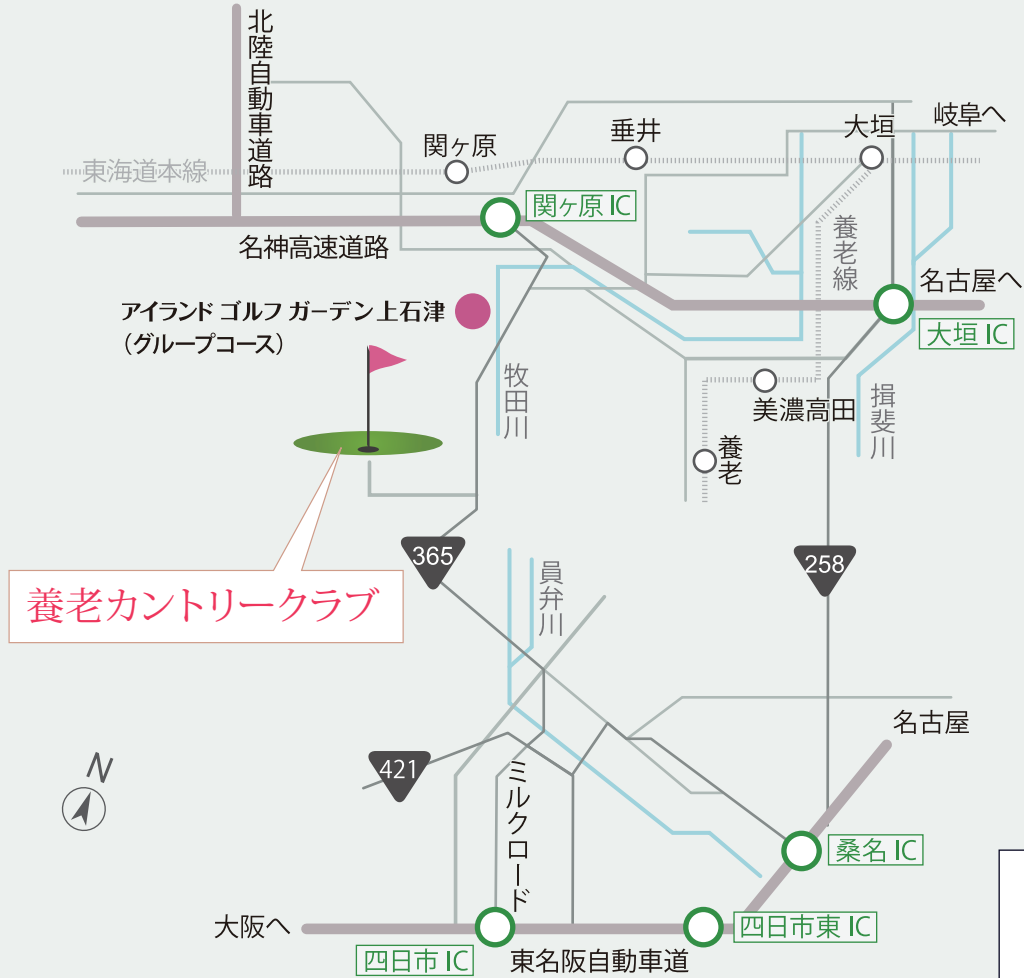 北陸自動車道路
岐阜へ
大垣
垂井
関ヶ原
東海道本線
関ヶ原 IC
養老線
名神高速道路
名古屋へ
アイランド ゴルフ ガーデン上石津
（グループコース）
大垣 IC
牧田川
美濃高田
揖斐川
養老
365
258
員弁川
養老カントリークラブ
名古屋
N
421
ミルクロード
桑名 IC
大阪へ
四日市東 IC
四日市 IC
東名阪自動車道